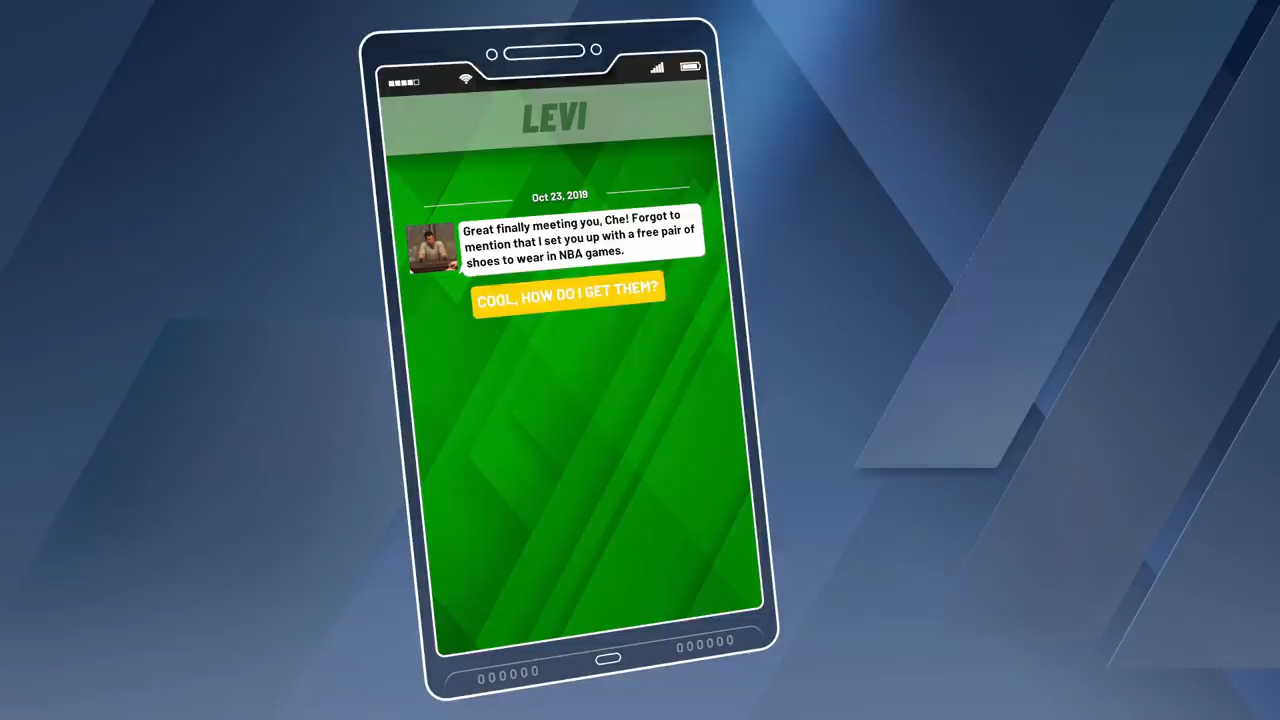 LEVI
Oct 23, 2019
Great finally meeting you, Che! Forgot to
mention that I set you up with a free pair of
shoes to wear in NBA games.
COOL, HOW DO I GET THEM?